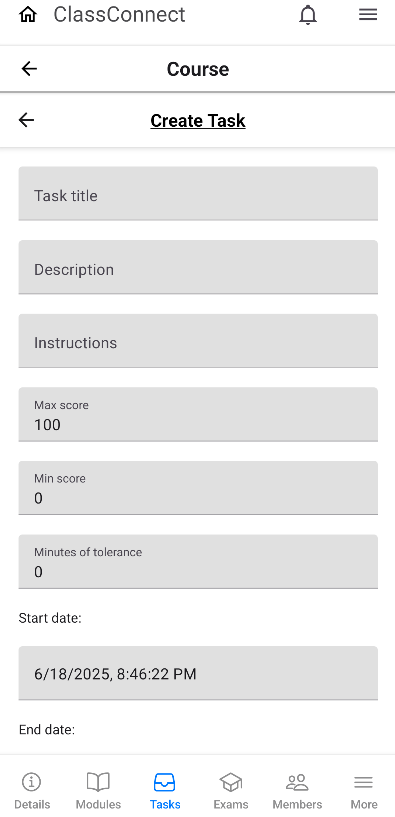 ClassConnect
Course
Create Task
Task title
Description
Instructions
Max score
100
Min score
0
Minutes of tolerance
0
Start date:
6/18/2025, 8:46:22 PM
End date:
Details Modules Tasks Exams Members More